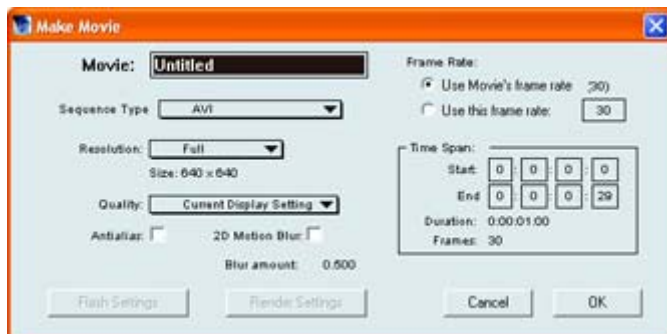 Make Movie
Movie: Untitled
Sequence Type AVI
Resolution: Full
Size: 640 x 640
Quality: Current Display Setting
Antialias: 2D Motion Blur:
Blur amount: 0.500
Flash Settings Render Settings
Frame Rate:
Use Movie's frame rate (30)
Use this frame rate: 30
Time Span:
Start: 0 : 0 : 0 : 0
End 0 : 0 : 0 : 29
Duration: 0:00:01.00
Frames: 30
Cancel OK